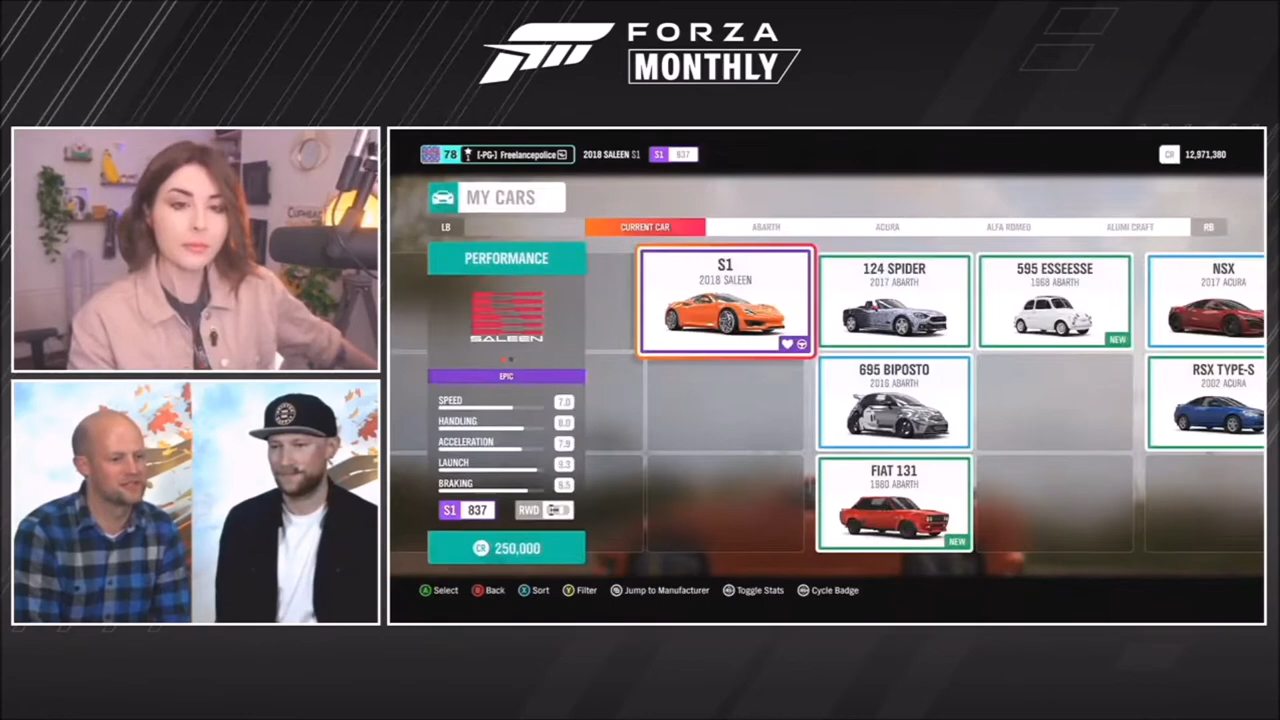 FORZA
MONTHLY
78 [-PG-] Freelancepolice
2018 SALEEN S1 S1 837
CR 12,971,380
MY CARS
LB CURRENT CAR ABARTH ACURA ALFA ROMEO ALUMI CRAFT RB
PERFORMANCE
SALEEN
EPIC
SPEED 7.0
HANDLING 8.0
ACCELERATION 7.9
LAUNCH 9.3
BRAKING 8.5
S1 837 RWD
CR 250,000
S1
2018 SALEEN
124 SPIDER
2017 ABARTH
595 ESSEESSE
1968 ABARTH
NEW
NSX
2017 ACURA
695 BIPOSTO
2016 ABARTH
RSX TYPE-S
2002 ACURA
FIAT 131
1980 ABARTH
NEW
A Select B Back X Sort Y Filter Jump to Manufacturer Toggle Stats Cycle Badge
CUPHEAD